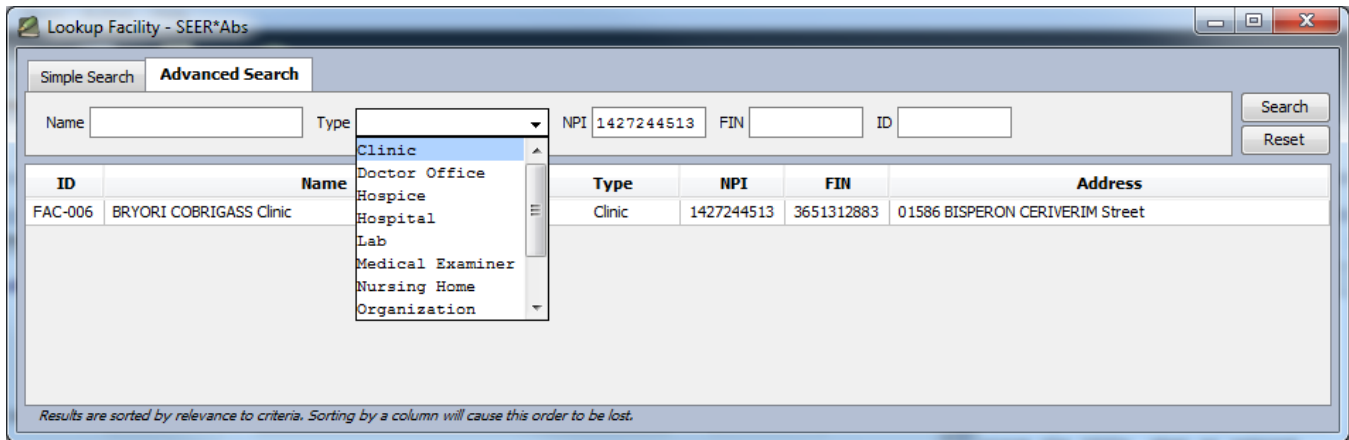 Lookup Facility - SEER*Abs
Simple Search Advanced Search
Name Type NPI 1427244513 FIN ID Search
Reset
Clinic
Doctor Office
Hospice
Hospital
Lab
Medical Examiner
Nursing Home
Organization
ID Name Type NPI FIN Address
FAC-006 BRYORI COBRIGASS Clinic Clinic 1427244513 3651312883 01586 BISPERON CERIVERIM Street
Results are sorted by relevance to criteria. Sorting by a column will cause this order to be lost.